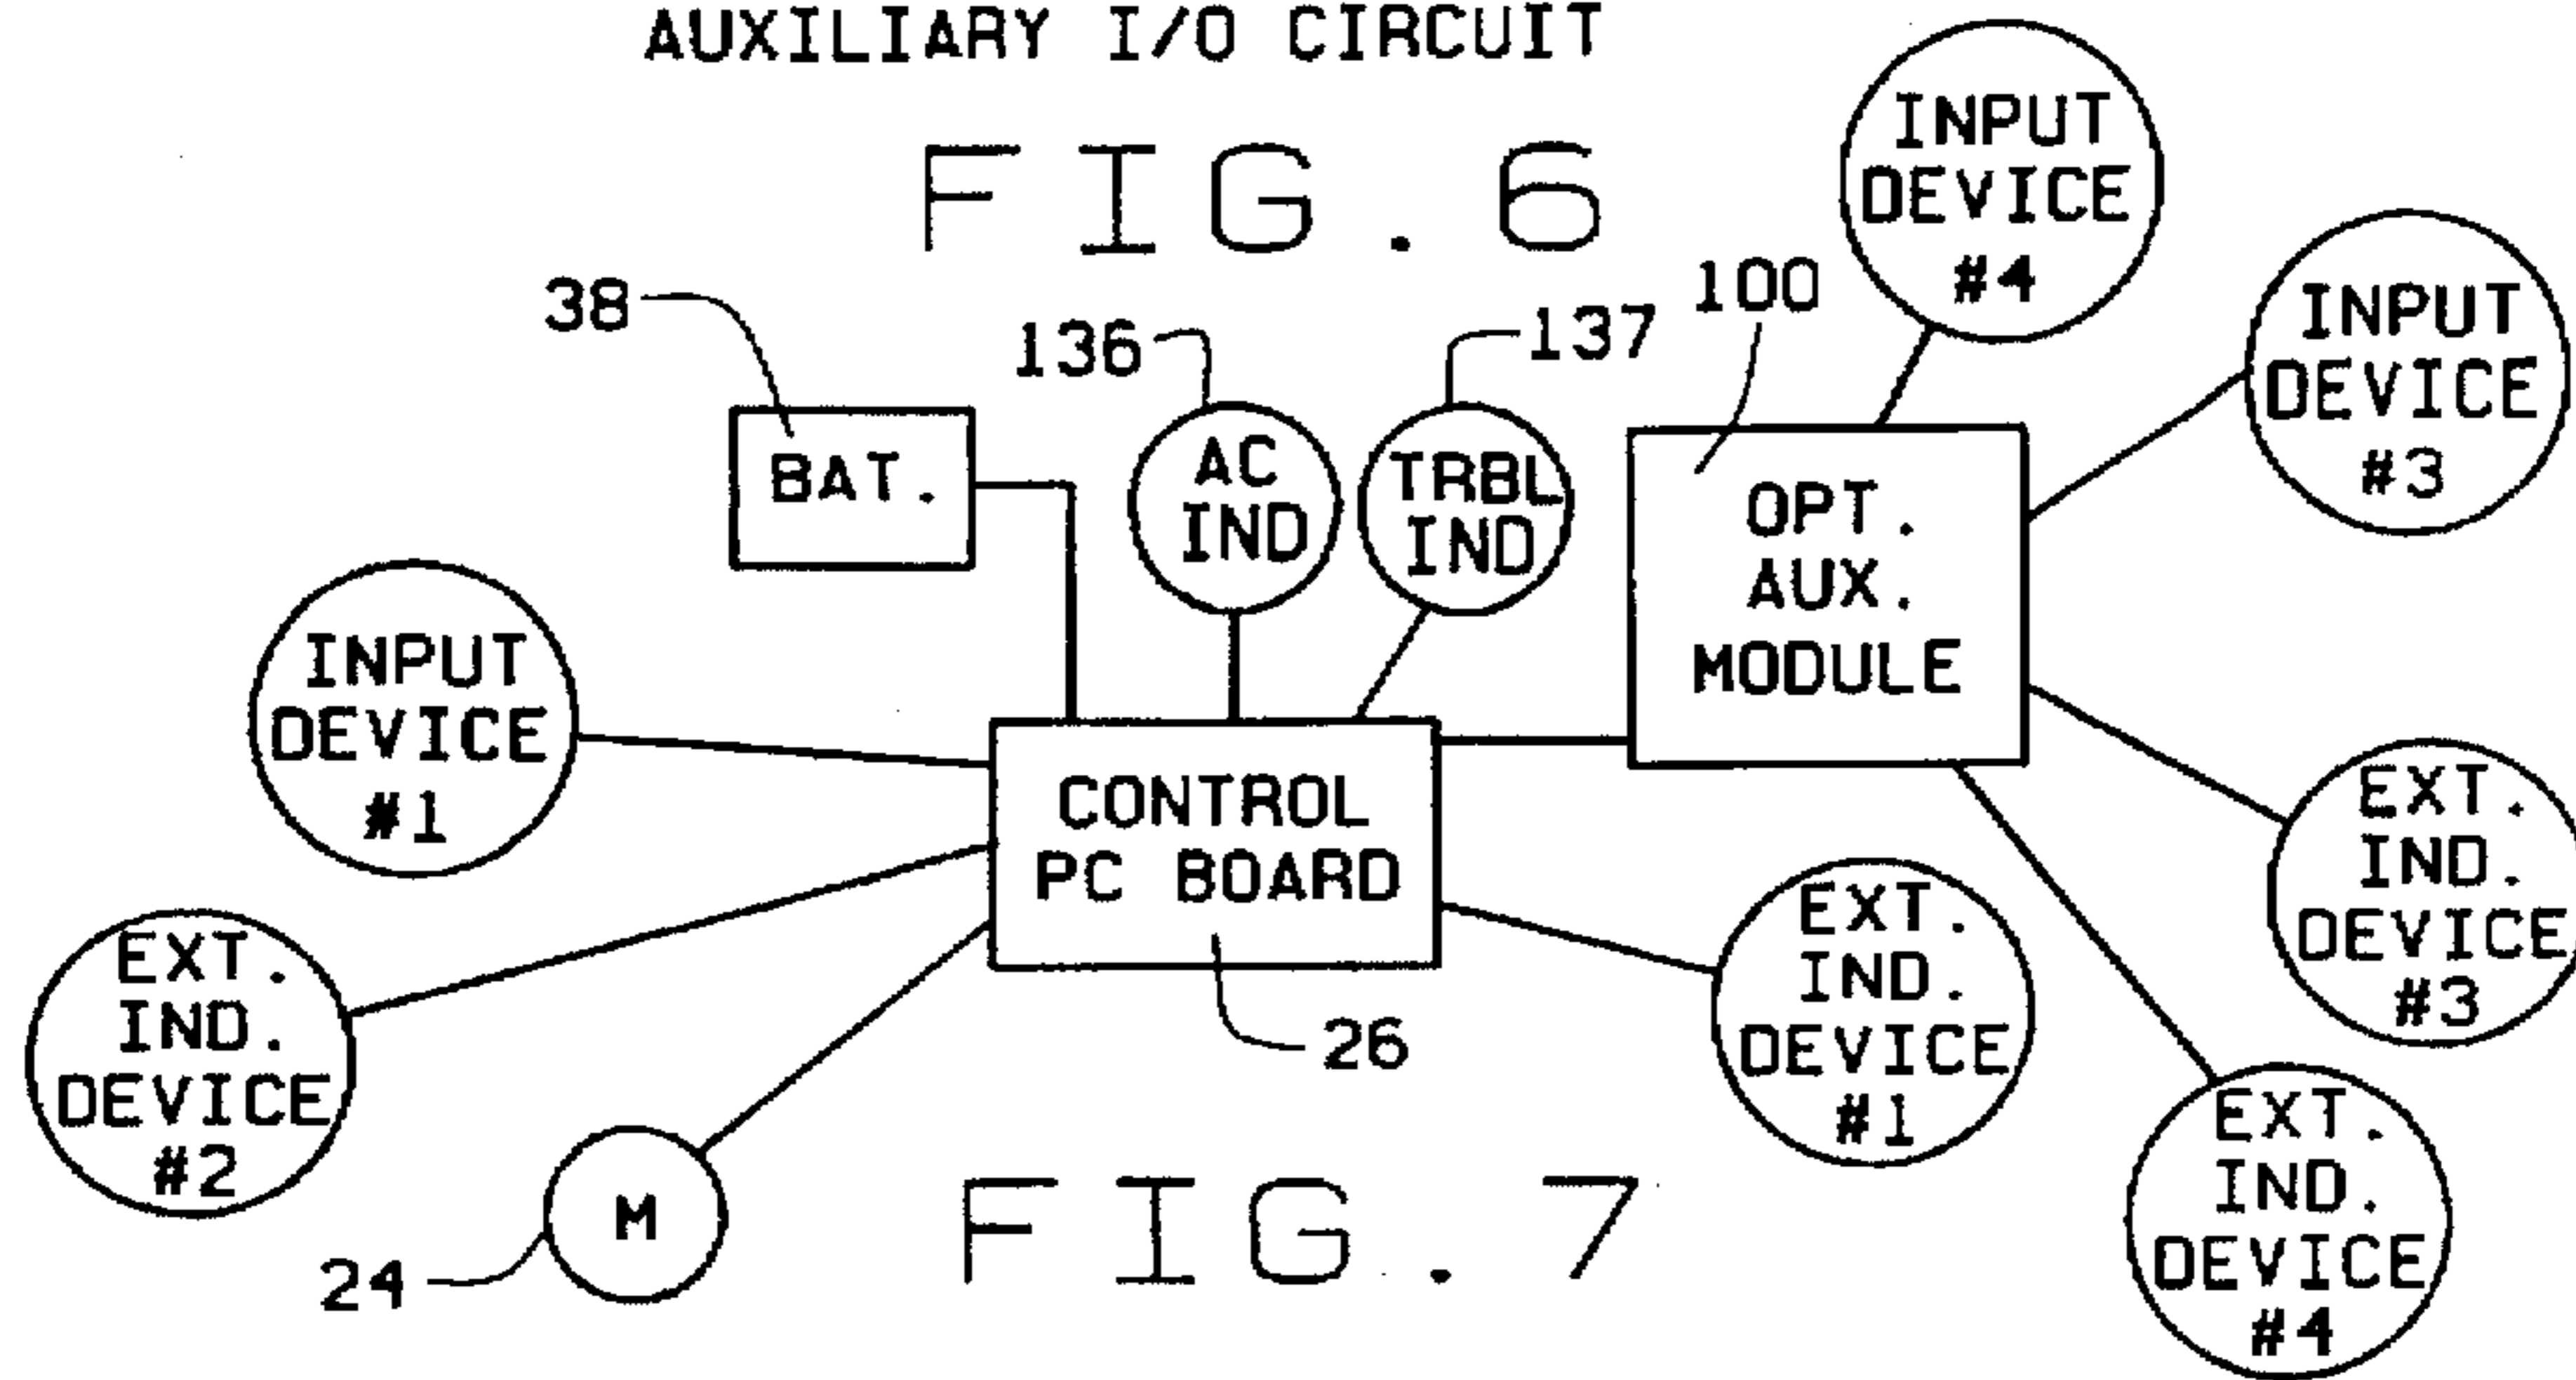 AUXILIARY I/O CIRCUIT
FIG. 6
INPUT
DEVICE
#4
100
INPUT
DEVICE
#3
38
136
137
BAT.
AC
IND
TRBL
IND
OPT.
AUX.
MODULE
INPUT
DEVICE
#1
CONTROL
PC BOARD
26
EXT.
IND.
DEVICE
#3
EXT.
IND.
DEVICE
#1
EXT.
IND.
DEVICE
#2
EXT.
IND.
DEVICE
#4
M
24
FIG. 7